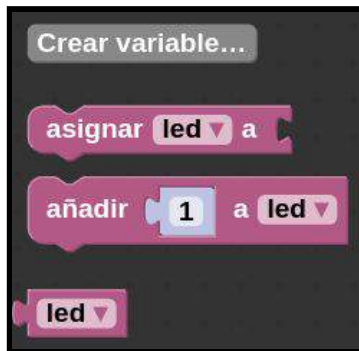 Crear variable...
asignar led ▾ a
añadir 1 a led ▾
led ▾